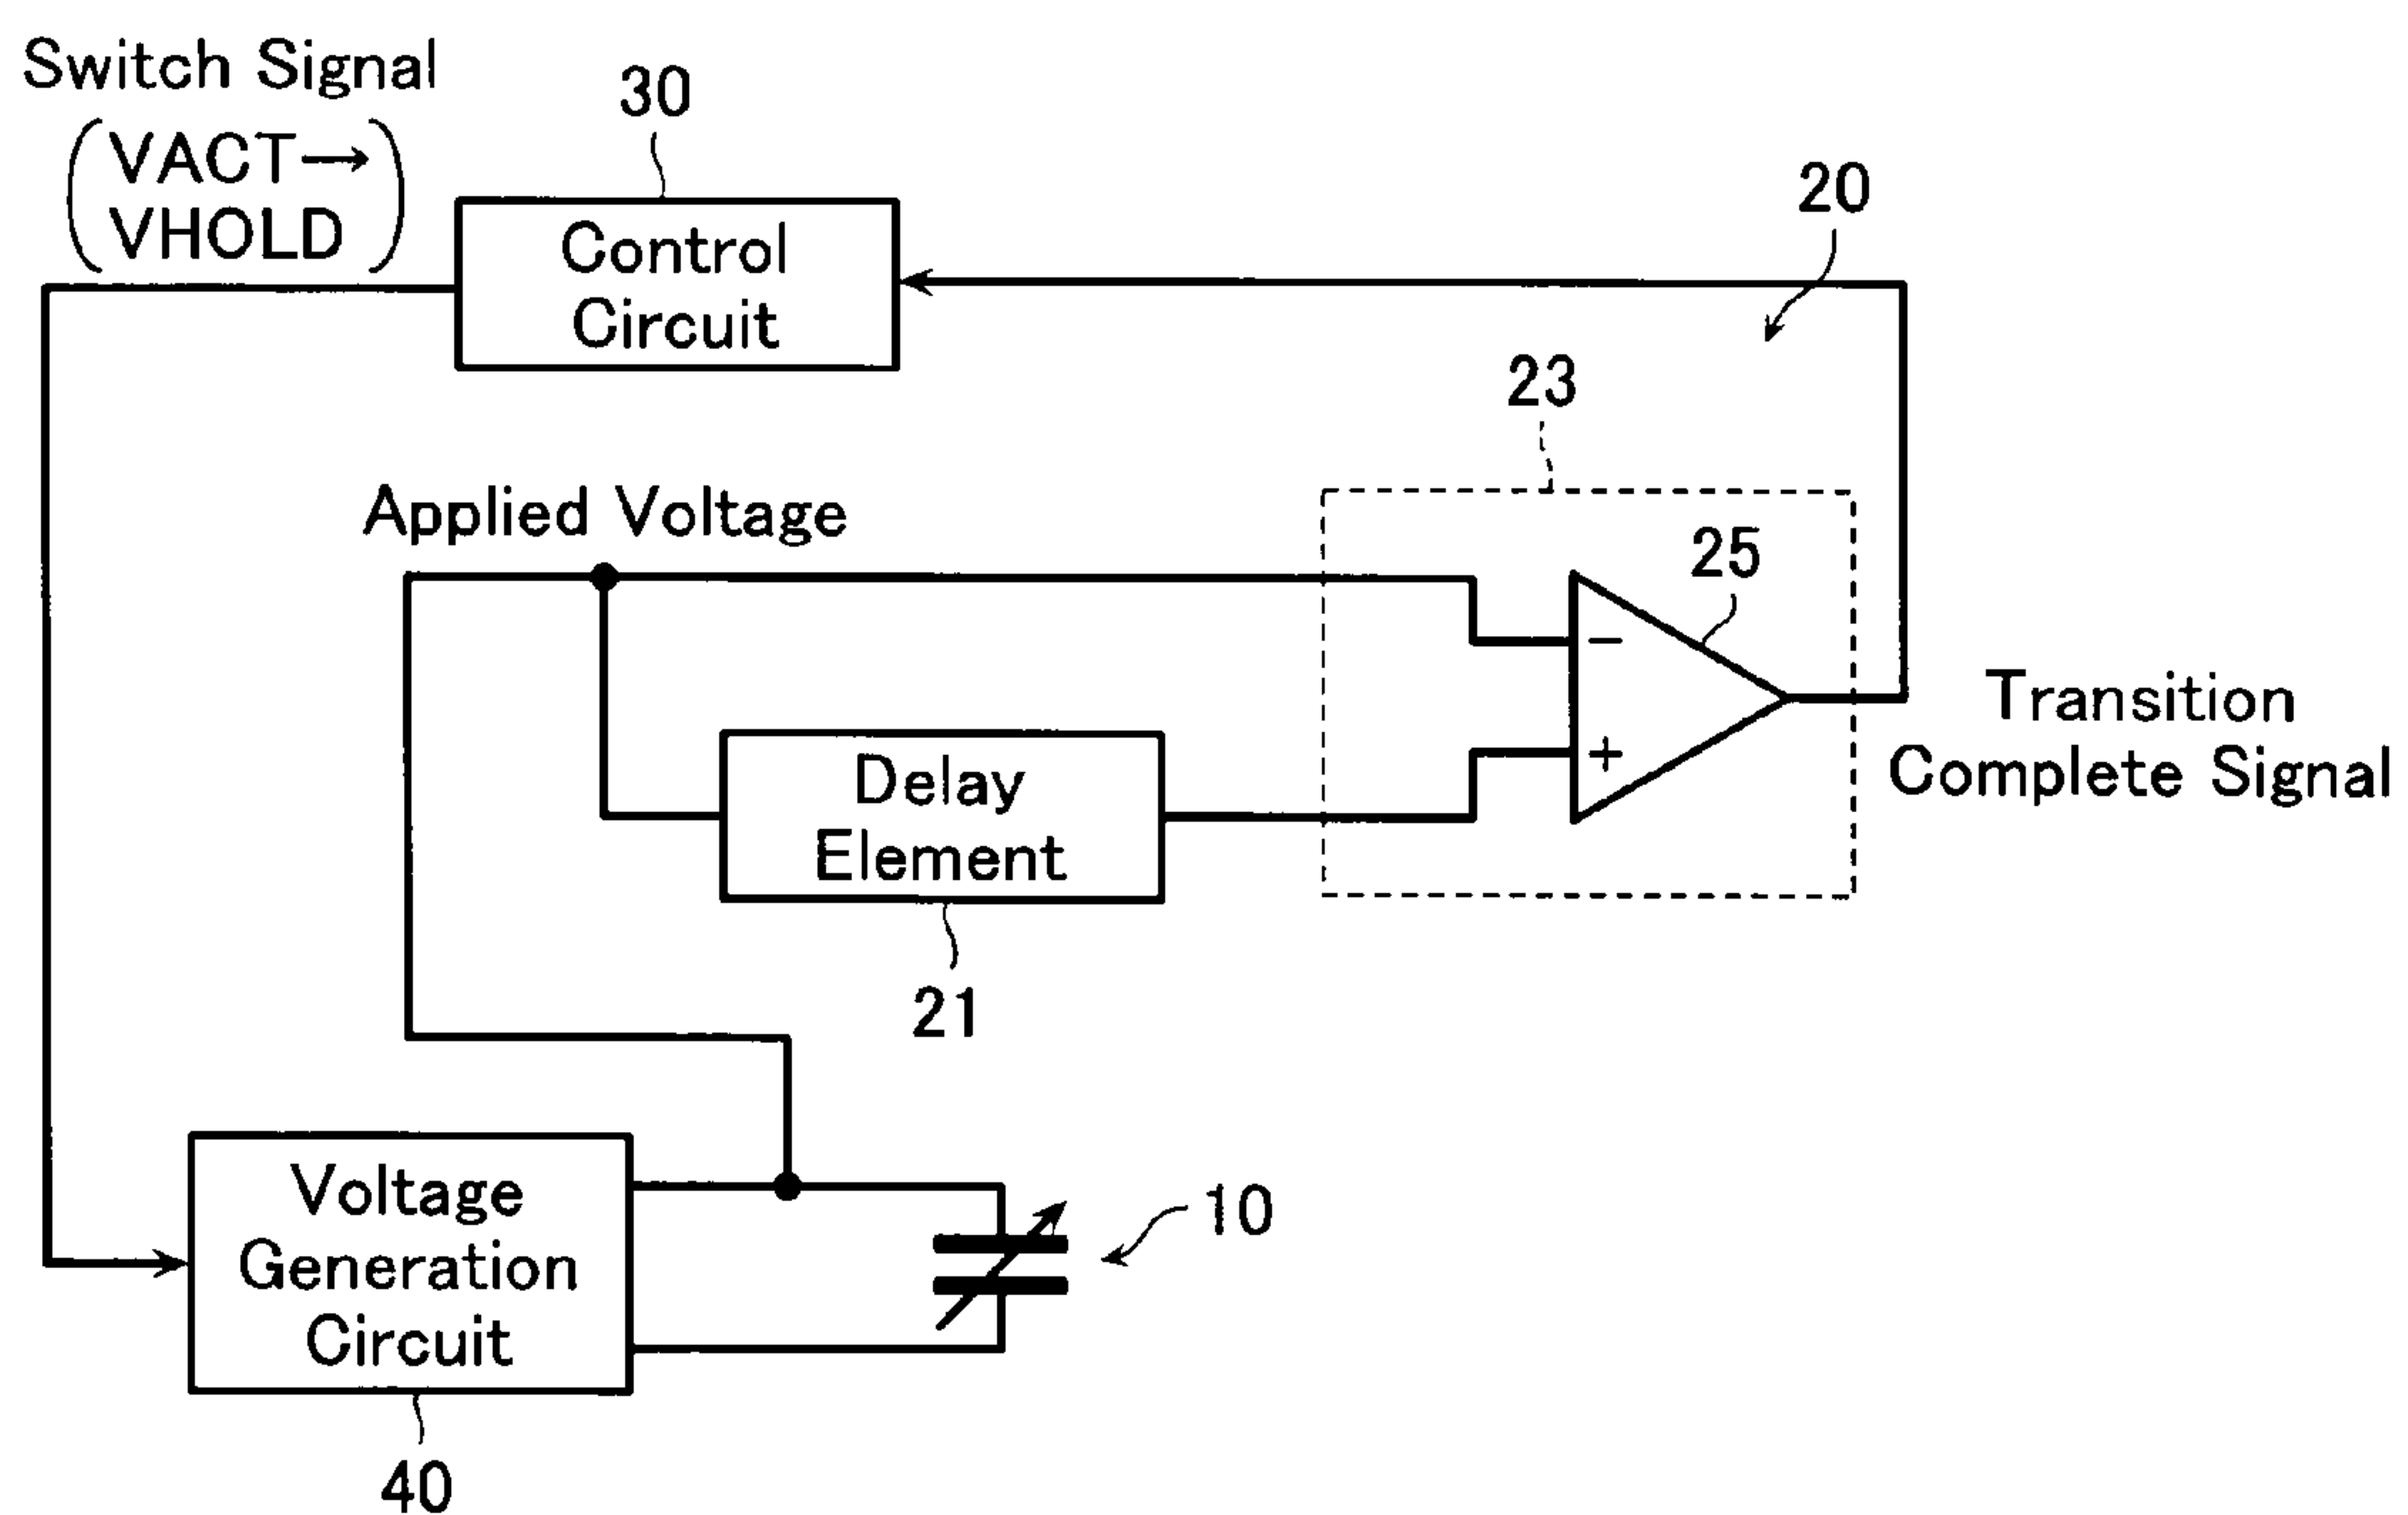 Switch Signal
(VACT→
VHOLD)
30
Control
Circuit
20
23
Applied Voltage
25
−
+
Delay
Element
21
Transition
Complete Signal
Voltage
Generation
Circuit
10
40